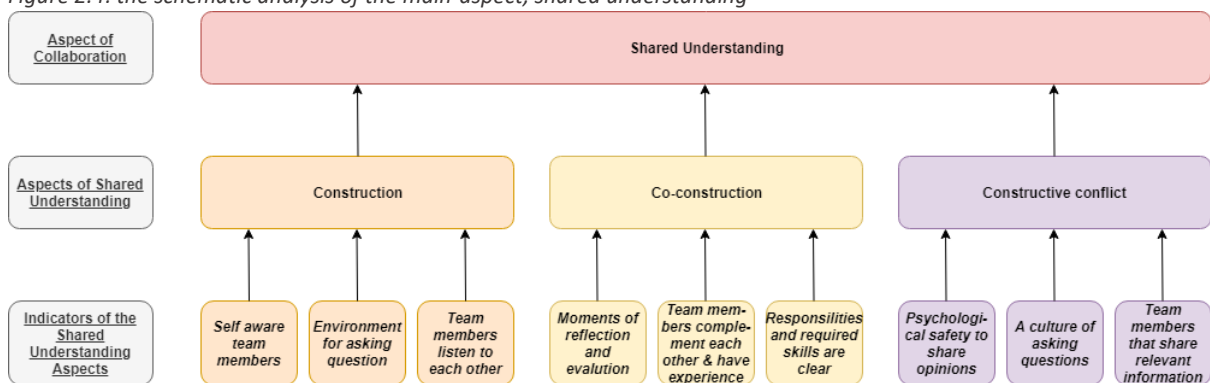 Figure 2.4: the schematic analysis of the main-aspect, shared understanding
Aspect of
Collaboration
Shared Understanding
Aspects of Shared
Understanding
Construction
Co-construction
Constructive conflict
Indicators of the
Shared
Understanding
Aspects
Self aware
team
members
Environment
for asking
question
Team
members
listen to
each other
Moments of
reflection
and
evalution
Team mem-
bers comple-
ment each
other & have
experience
Responsilities
and required
skills are
clear
Psychologi-
cal safety to
share
opinions
A culture of
asking
questions
Team
members
that share
relevant
information